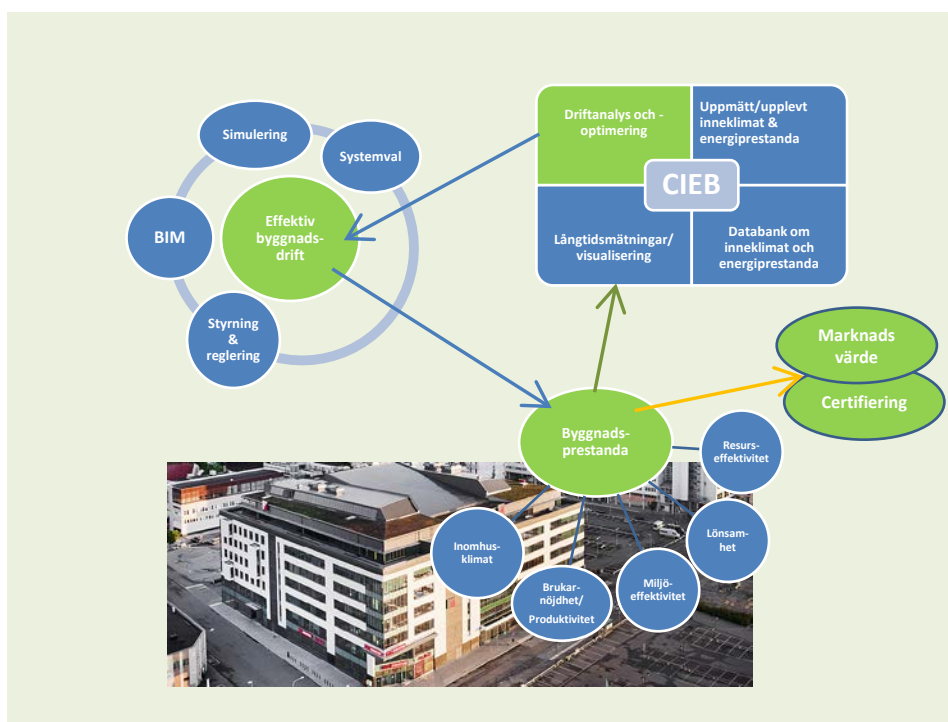 Simulering
Systemval
BIM
Effektiv
byggnads-
drift
Styrning
&
reglering
Driftanalys och -
optimering
Uppmätt/upplevt
inneklimat &
energiprestanda
CIEB
Långtidsmätningar/
visualisering
Databank om
inneklimat och
energiprestanda
Marknads
värde
Certifiering
Byggnads-
prestanda
Resurs-
effektivitet
Lönsam-
het
Miljö-
effektivitet
Brukar-
nöjdhet/
Produktivitet
Inomhus-
klimat